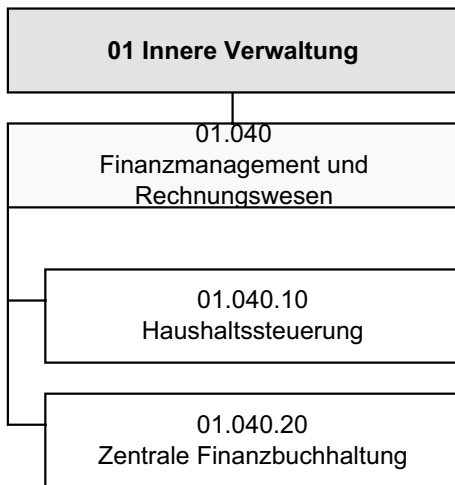 01 Innere Verwaltung
01.040
Finanzmanagement und
Rechnungswesen
01.040.10
Haushaltssteuerung
01.040.20
Zentrale Finanzbuchhaltung